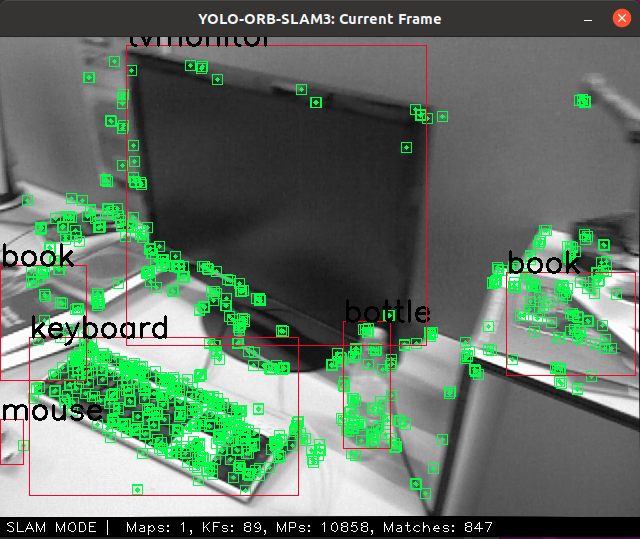 YOLO-ORB-SLAM3: Current Frame
tvmonitor
book
book
bottle
keyboard
mouse
SLAM MODE | Maps: 1, KFs: 89, MPs: 10858, Matches: 847